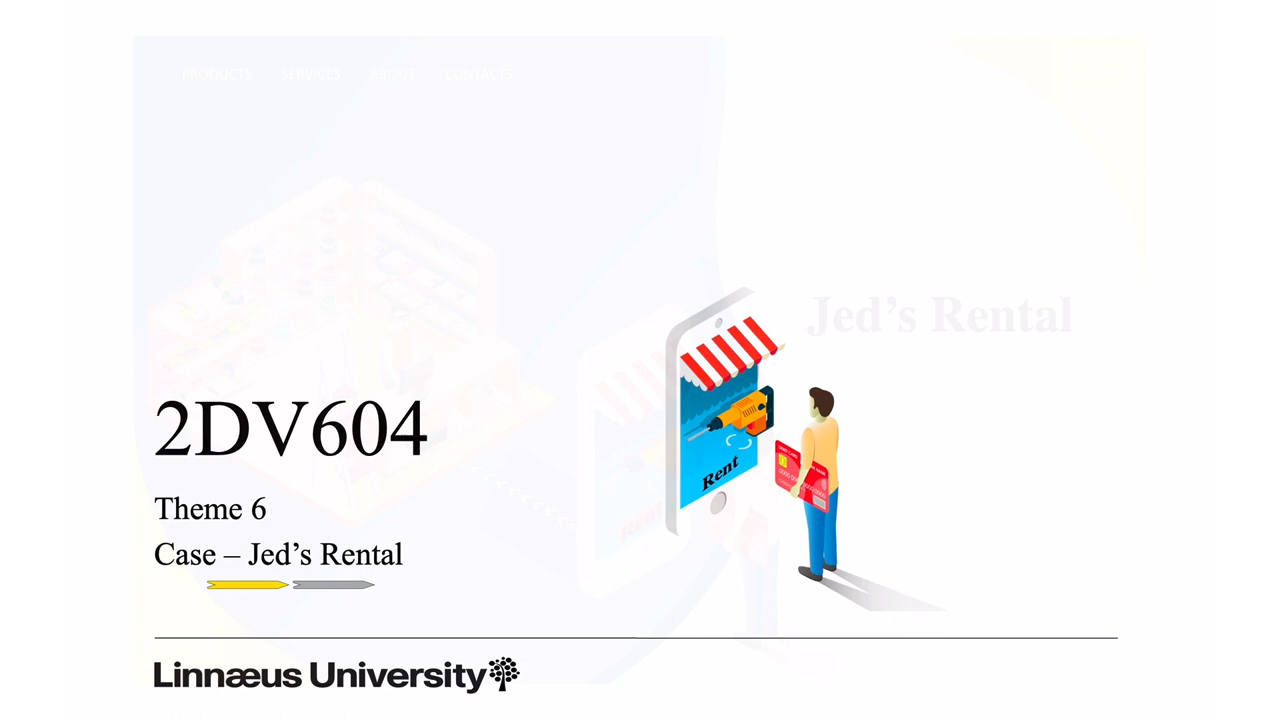 PRODUCTS SERVICES ABOUT CONTACTS
Jed's Rental
Rent
2DV604
Theme 6
Case – Jed's Rental
Linnæus University